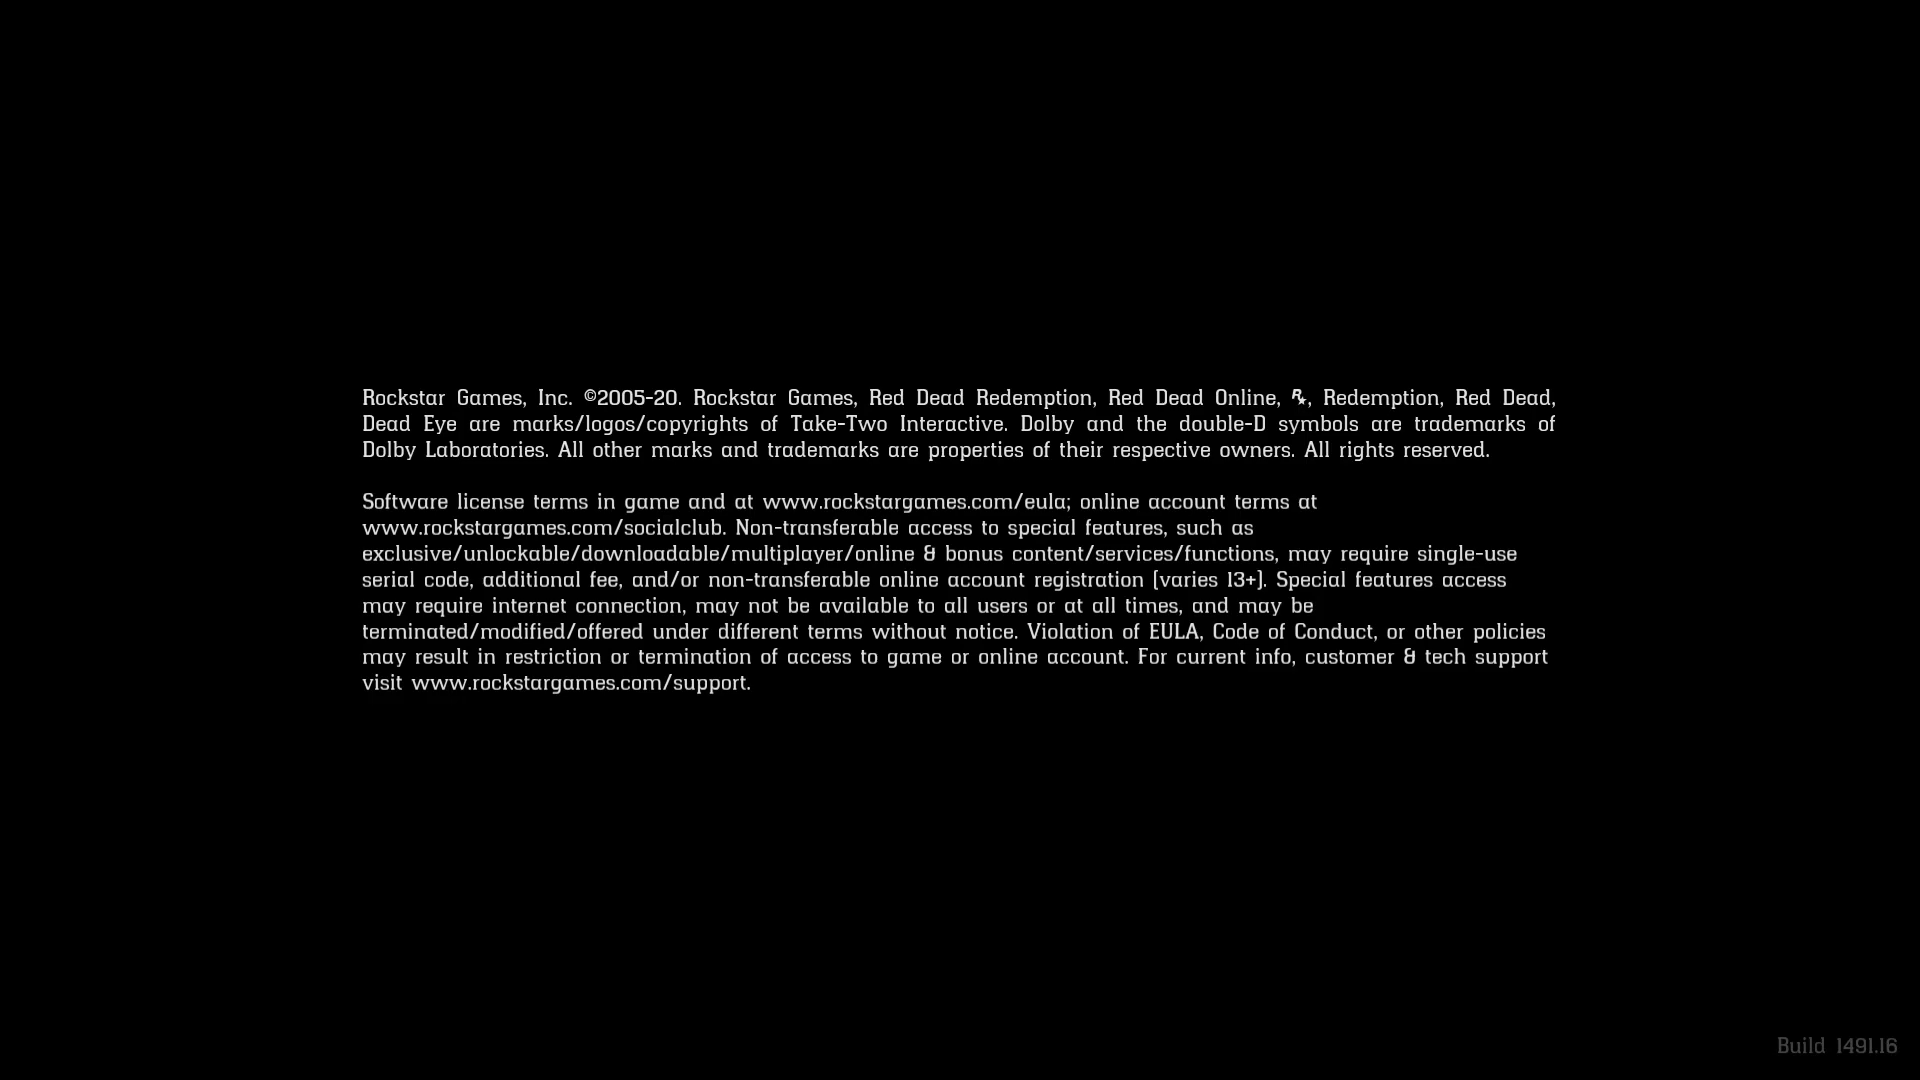 Rockstar Games, Inc. ©2005-20. Rockstar Games, Red Dead Redemption, Red Dead Online, R★, Redemption, Red Dead,
Dead Eye are marks/logos/copyrights of Take-Two Interactive. Dolby and the double-D symbols are trademarks of
Dolby Laboratories. All other marks and trademarks are properties of their respective owners. All rights reserved.
Software license terms in game and at www.rockstargames.com/eula; online account terms at
www.rockstargames.com/socialclub. Non-transferable access to special features, such as
exclusive/unlockable/downloadable/multiplayer/online & bonus content/services/functions, may require single-use
serial code, additional fee, and/or non-transferable online account registration (varies 13+). Special features access
may require internet connection, may not be available to all users or at all times, and may be
terminated/modified/offered under different terms without notice. Violation of EULA, Code of Conduct, or other policies
may result in restriction or termination of access to game or online account. For current info, customer & tech support
visit www.rockstargames.com/support.
Build 1491.16